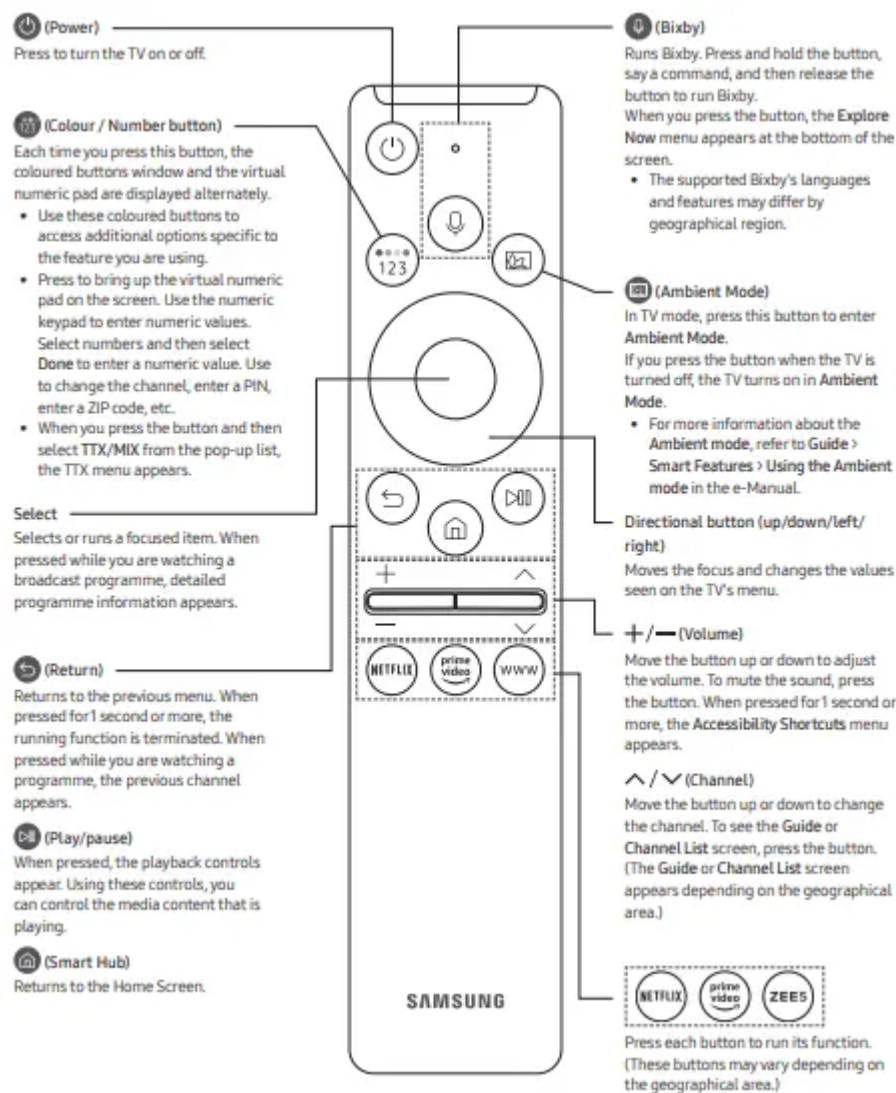 (Power)
Press to turn the TV on or off.
123 (Colour / Number button)
Each time you press this button, the
coloured buttons window and the virtual
numeric pad are displayed alternately.
• Use these coloured buttons to
access additional options specific to
the feature you are using.
• Press to bring up the virtual numeric
pad on the screen. Use the numeric
keypad to enter numeric values.
Select numbers and then select
Done to enter a numeric value. Use
to change the channel, enter a PIN,
enter a ZIP code, etc.
• When you press the button and then
select TTX/MIX from the pop-up list,
the TTX menu appears.
Select
Selects or runs a focused item. When
pressed while you are watching a
broadcast programme, detailed
programme information appears.
(Return)
Returns to the previous menu. When
pressed for 1 second or more, the
running function is terminated. When
pressed while you are watching a
programme, the previous channel
appears.
(Play/pause)
When pressed, the playback controls
appear. Using these controls, you
can control the media content that is
playing.
(Smart Hub)
Returns to the Home Screen.
123
+
−
NETFLIX
prime
video
www
SAMSUNG
(Bixby)
Runs Bixby. Press and hold the button,
say a command, and then release the
button to run Bixby.
When you press the button, the Explore
Now menu appears at the bottom of the
screen.
• The supported Bixby's languages
and features may differ by
geographical region.
(Ambient Mode)
In TV mode, press this button to enter
Ambient Mode.
If you press the button when the TV is
turned off, the TV turns on in Ambient
Mode.
• For more information about the
Ambient mode, refer to Guide >
Smart Features > Using the Ambient
mode in the e-Manual.
Directional button (up/down/left/
right)
Moves the focus and changes the values
seen on the TV's menu.
+/− (Volume)
Move the button up or down to adjust
the volume. To mute the sound, press
the button. When pressed for 1 second or
more, the Accessibility Shortcuts menu
appears.
/ (Channel)
Move the button up or down to change
the channel. To see the Guide or
Channel List screen, press the button.
(The Guide or Channel List screen
appears depending on the geographical
area.)
NETFLIX
prime
video
ZEE5
Press each button to run its function.
(These buttons may vary depending on
the geographical area.)